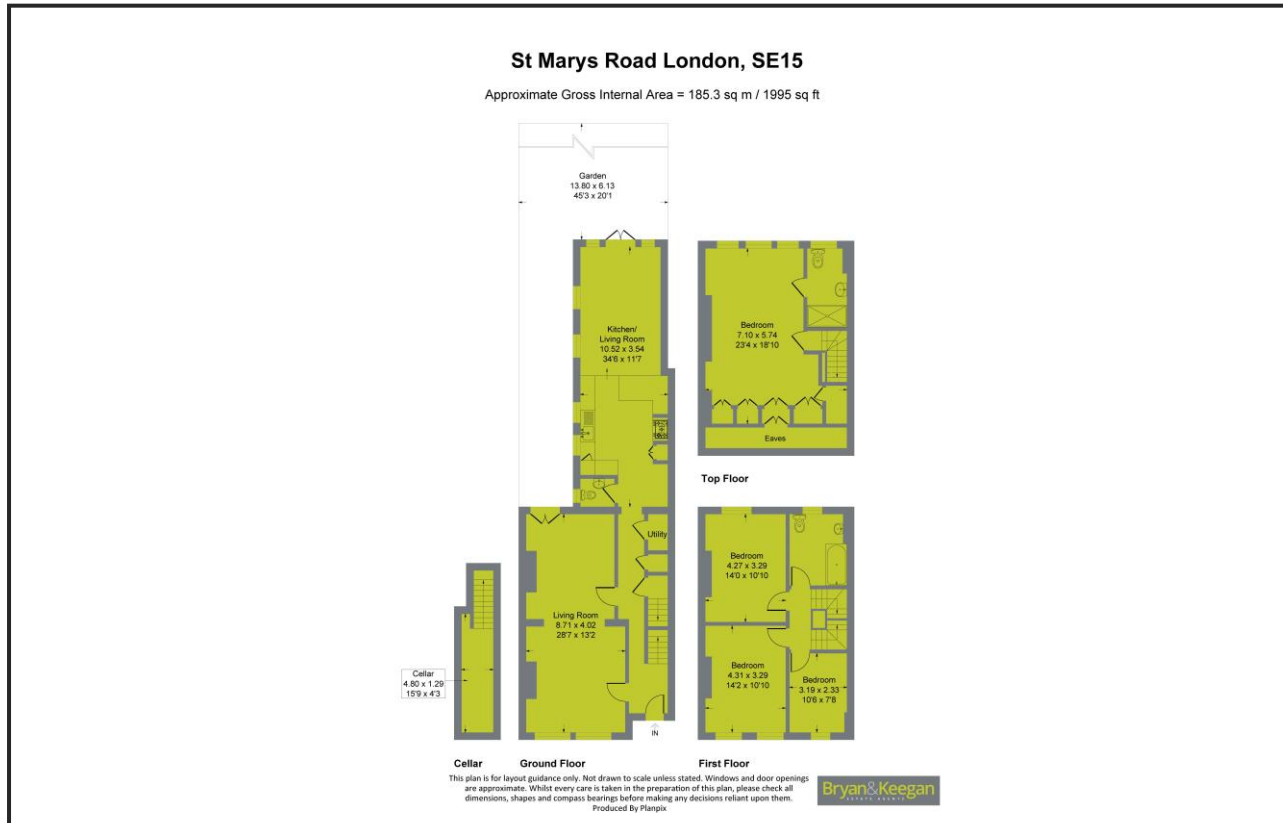 St Marys Road London, SE15
Approximate Gross Internal Area = 185.3 sq m / 1995 sq ft
Garden
13.80 x 6.13
45'3 x 20'1
Kitchen/
Living Room
10.52 x 3.54
34'6 x 11'7
Utility
Living Room
8.71 x 4.02
28'7 x 13'2
IN
Cellar
4.80 x 1.29
15'9 x 4'3
Bedroom
7.10 x 5.74
23'4 x 18'10
Eaves
Top Floor
Bedroom
4.27 x 3.29
14'0 x 10'10
Bedroom
4.31 x 3.29
14'2 x 10'10
Bedroom
3.19 x 2.33
10'6 x 7'8
Cellar
Ground Floor
First Floor
This plan is for layout guidance only. Not drawn to scale unless stated. Windows and door openings
are approximate. Whilst every care is taken in the preparation of this plan, please check all
dimensions, shapes and compass bearings before making any decisions reliant upon them.
Produced By Planpix
Bryan&Keegan
ESTATE AGENTS